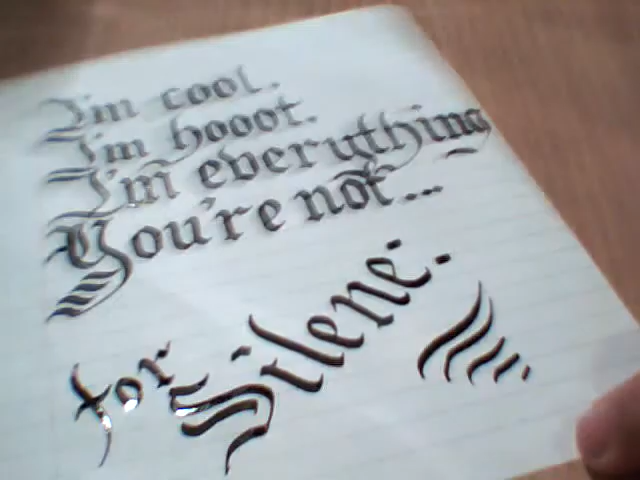 I'm cool.
I'm hooot.
I'm everything
You're not...
for Silene.